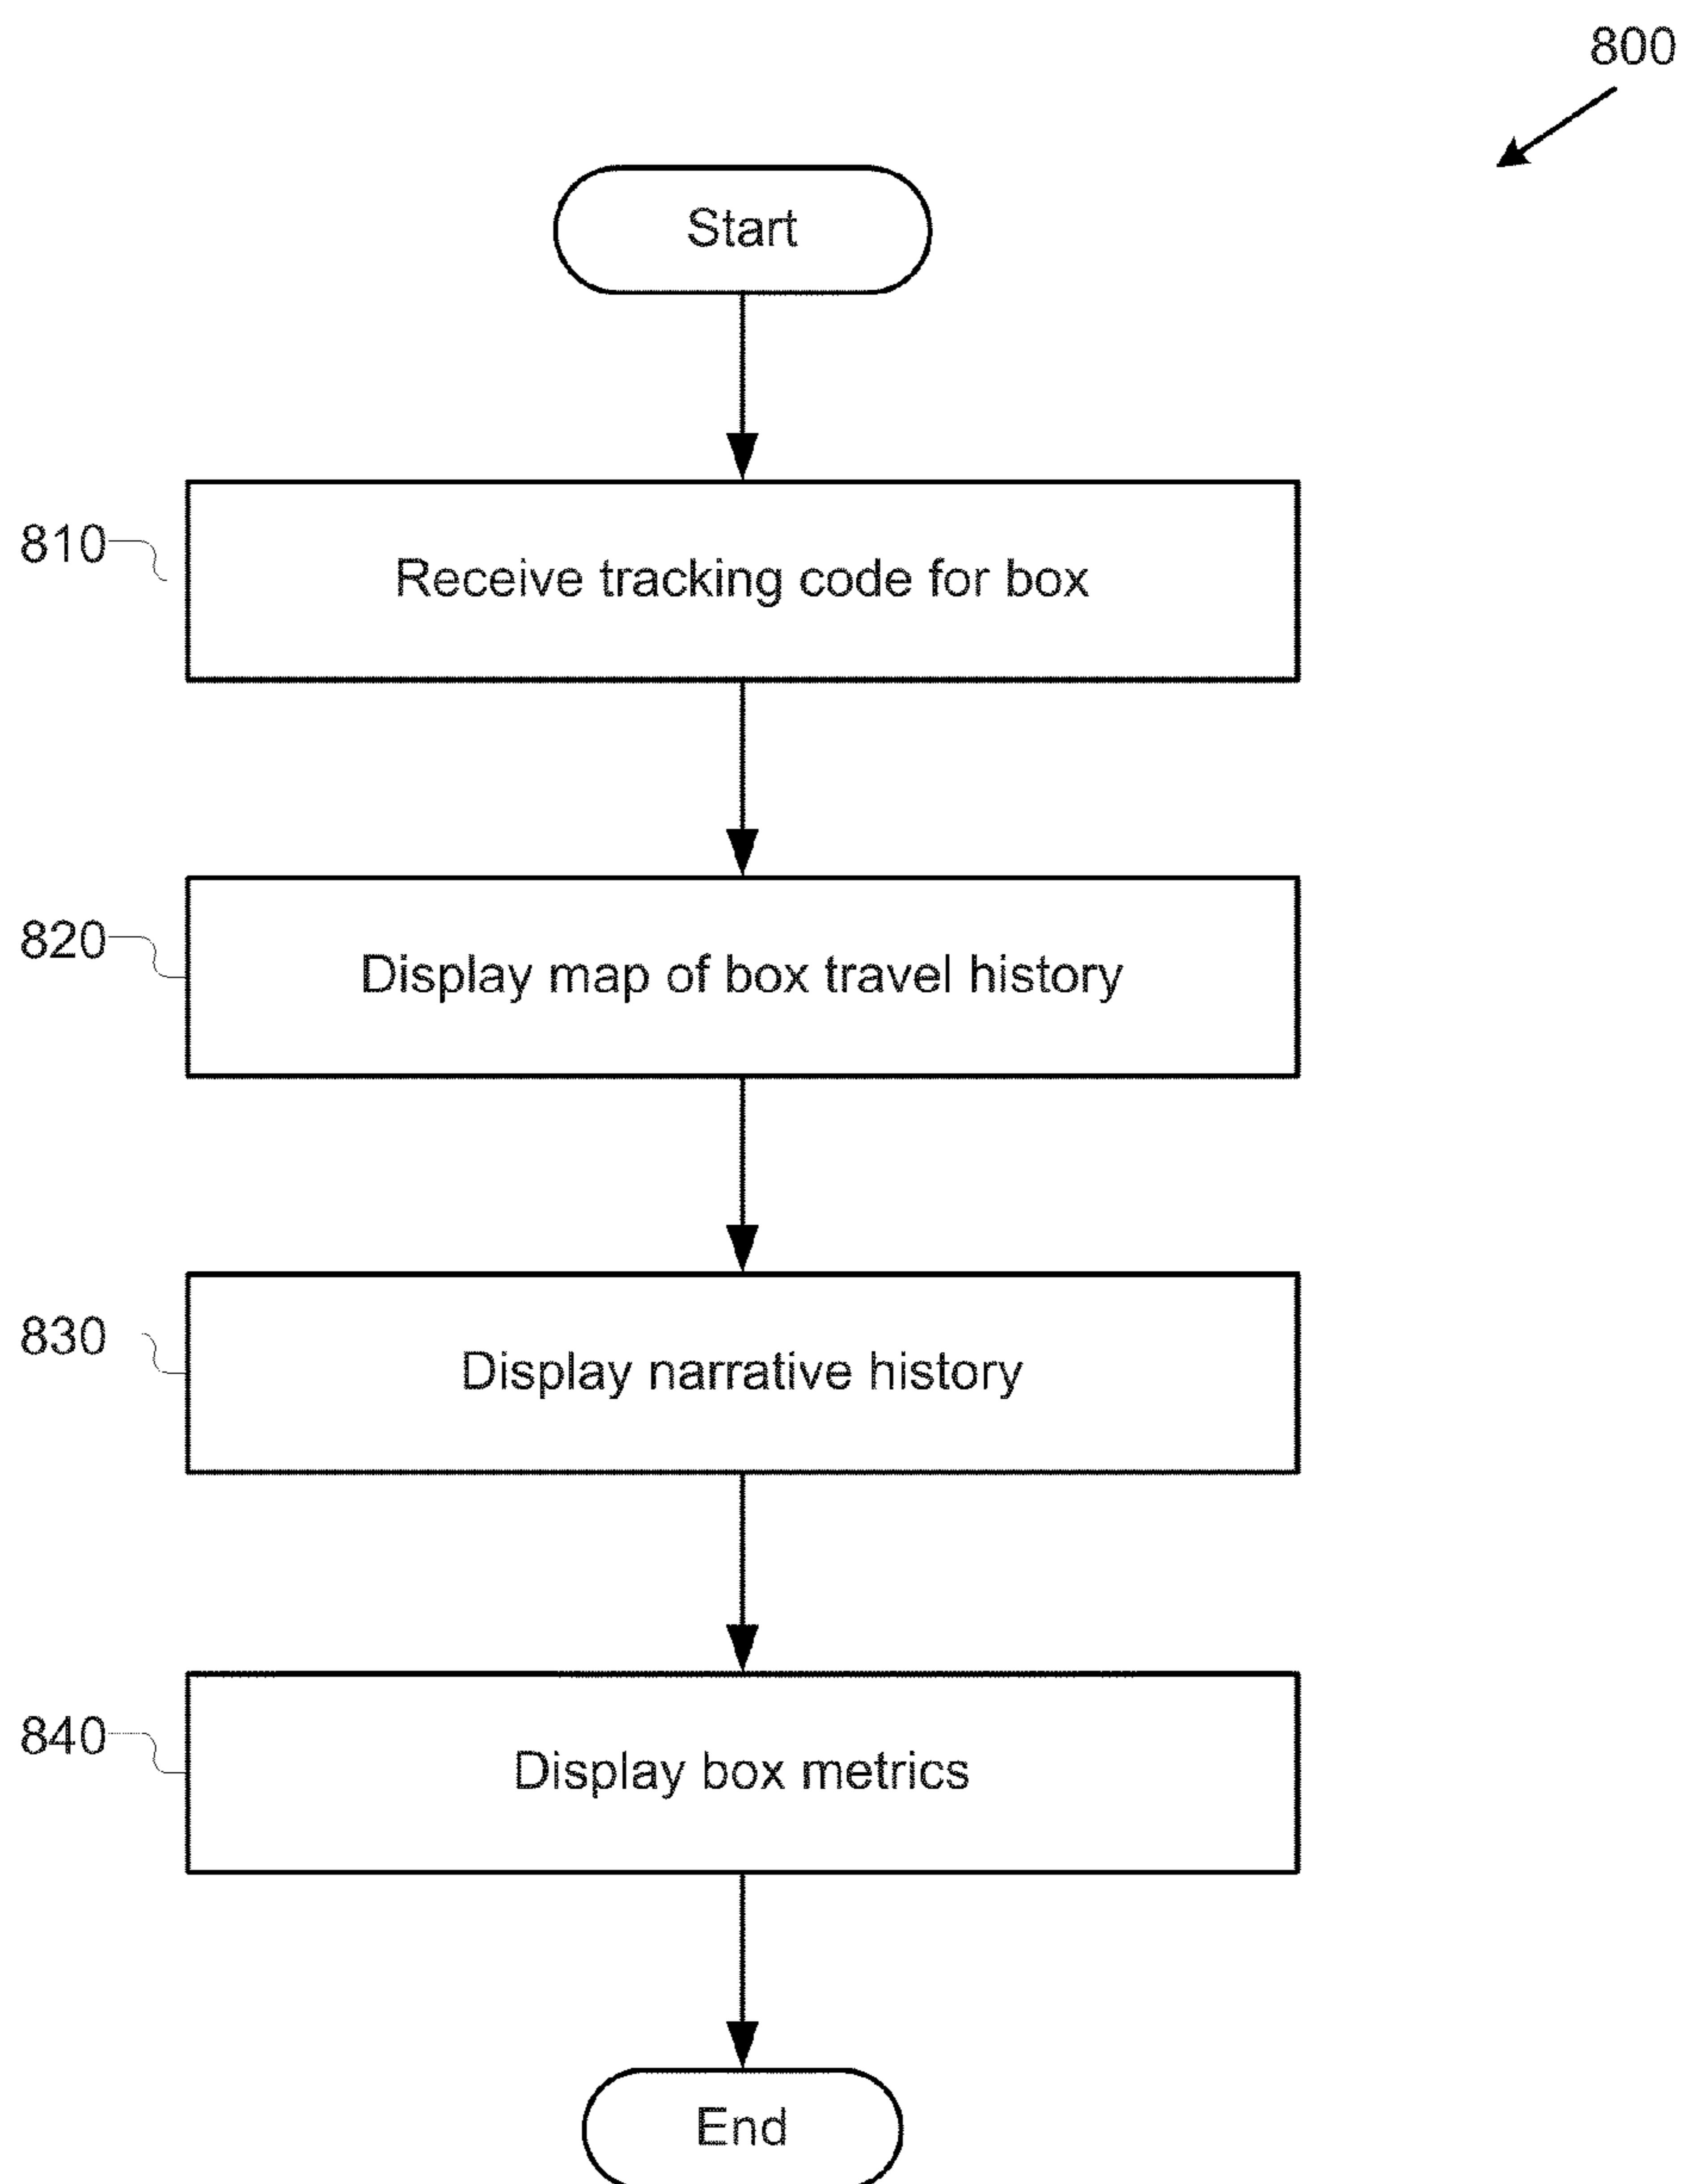 800
Start
810
Receive tracking code for box
820
Display map of box travel history
830
Display narrative history
840
Display box metrics
End